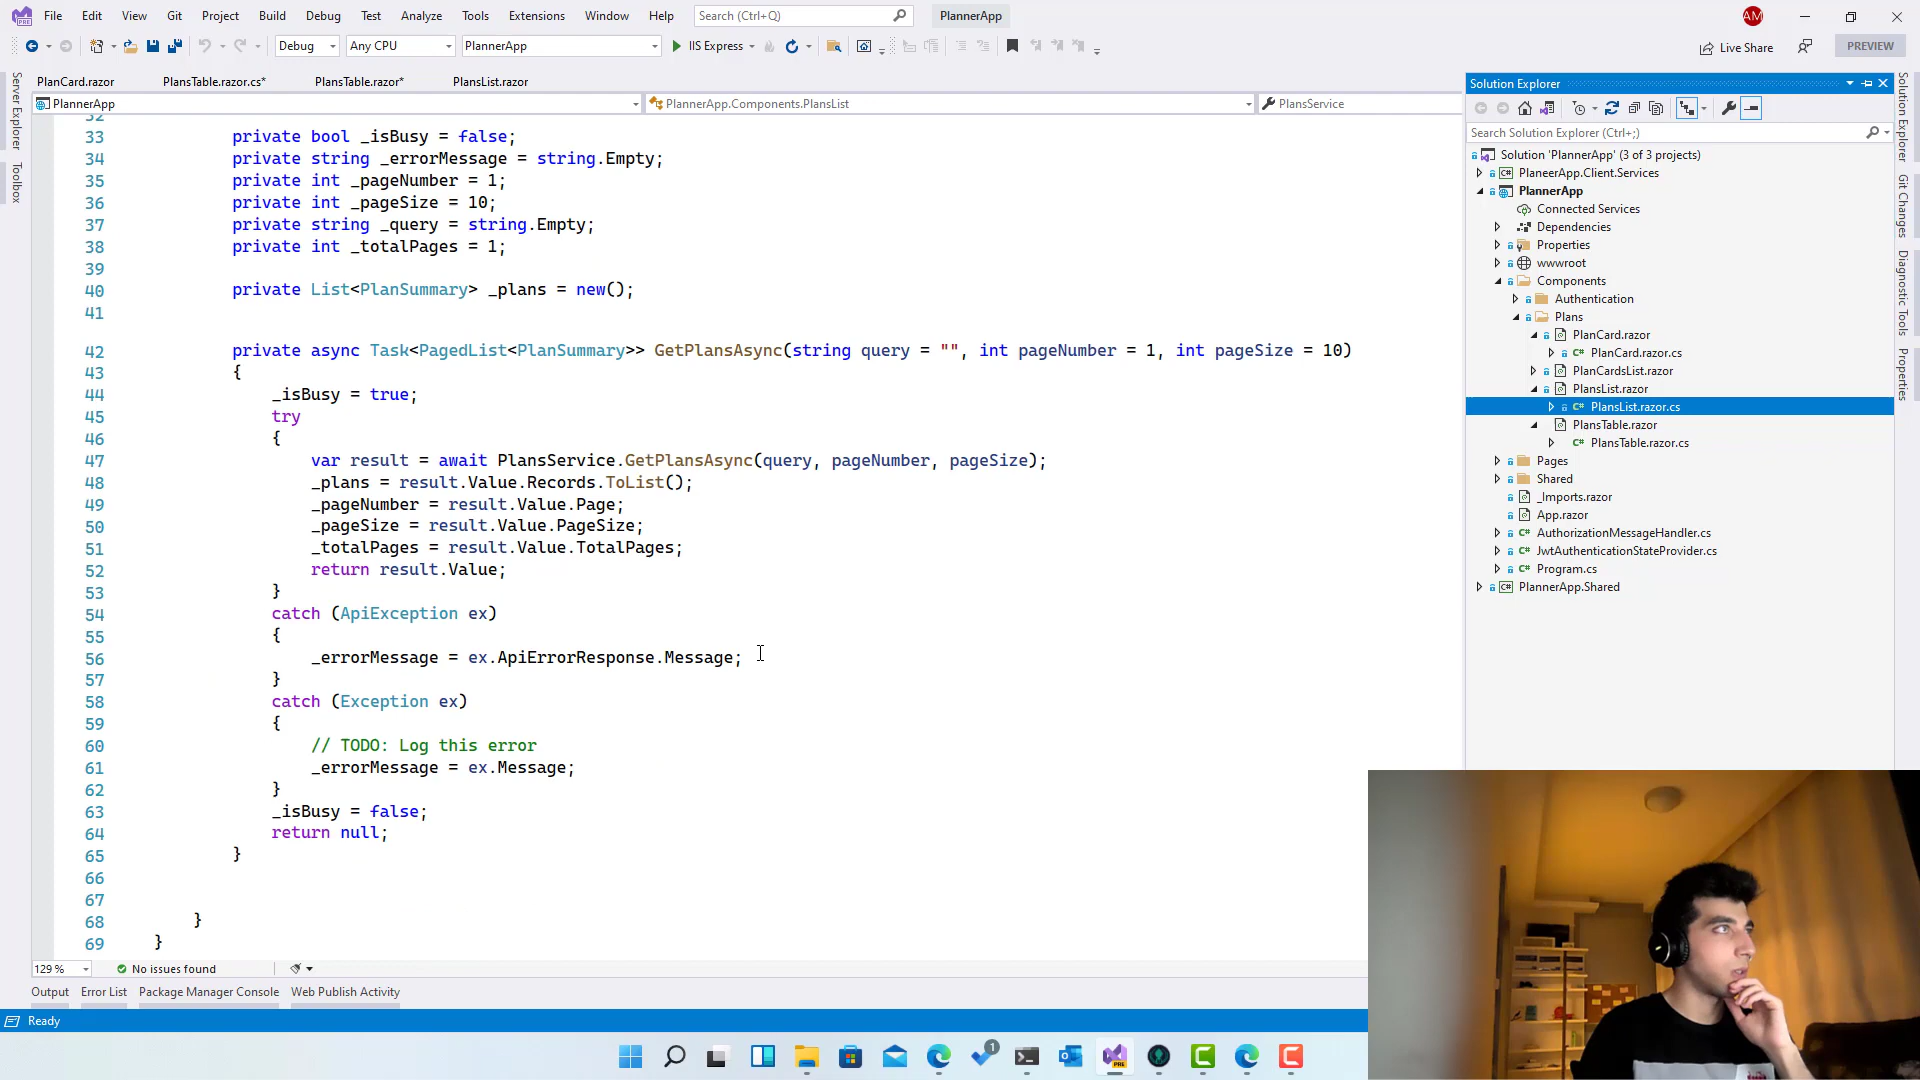 File Edit View Git Project Build Debug Test Analyze Tools Extensions Window Help Search (Ctrl+Q) PlannerApp AM
Debug Any CPU PlannerApp IIS Express Live Share PREVIEW
PlanCard.razor PlansTable.razor.cs* PlansTable.razor* PlansList.razor
PlannerApp PlannerApp.Components.PlansList PlansService
Server Explorer
Toolbox
32
33 private bool _isBusy = false;
34 private string _errorMessage = string.Empty;
35 private int _pageNumber = 1;
36 private int _pageSize = 10;
37 private string _query = string.Empty;
38 private int _totalPages = 1;
39
40 private List<PlanSummary> _plans = new();
41
42 private async Task<PagedList<PlanSummary>> GetPlansAsync(string query = "", int pageNumber = 1, int pageSize = 10)
43 {
44 _isBusy = true;
45 try
46 {
47 var result = await PlansService.GetPlansAsync(query, pageNumber, pageSize);
48 _plans = result.Value.Records.ToList();
49 _pageNumber = result.Value.Page;
50 _pageSize = result.Value.PageSize;
51 _totalPages = result.Value.TotalPages;
52 return result.Value;
53 }
54 catch (ApiException ex)
55 {
56 _errorMessage = ex.ApiErrorResponse.Message;
57 }
58 catch (Exception ex)
59 {
60 // TODO: Log this error
61 _errorMessage = ex.Message;
62 }
63 _isBusy = false;
64 return null;
65 }
66
67
68 }
69 }
129 % No issues found
Output Error List Package Manager Console Web Publish Activity
Ready
Solution Explorer
Search Solution Explorer (Ctrl+;)
Solution 'PlannerApp' (3 of 3 projects)
PlaneerApp.Client.Services
PlannerApp
Connected Services
Dependencies
Properties
wwwroot
Components
Authentication
Plans
PlanCard.razor
PlanCard.razor.cs
PlanCardsList.razor
PlansList.razor
PlansList.razor.cs
PlansTable.razor
PlansTable.razor.cs
Pages
Shared
_Imports.razor
App.razor
AuthorizationMessageHandler.cs
JwtAuthenticationStateProvider.cs
Program.cs
PlannerApp.Shared
Solution Explorer
Git Changes
Diagnostic Tools
Properties
1